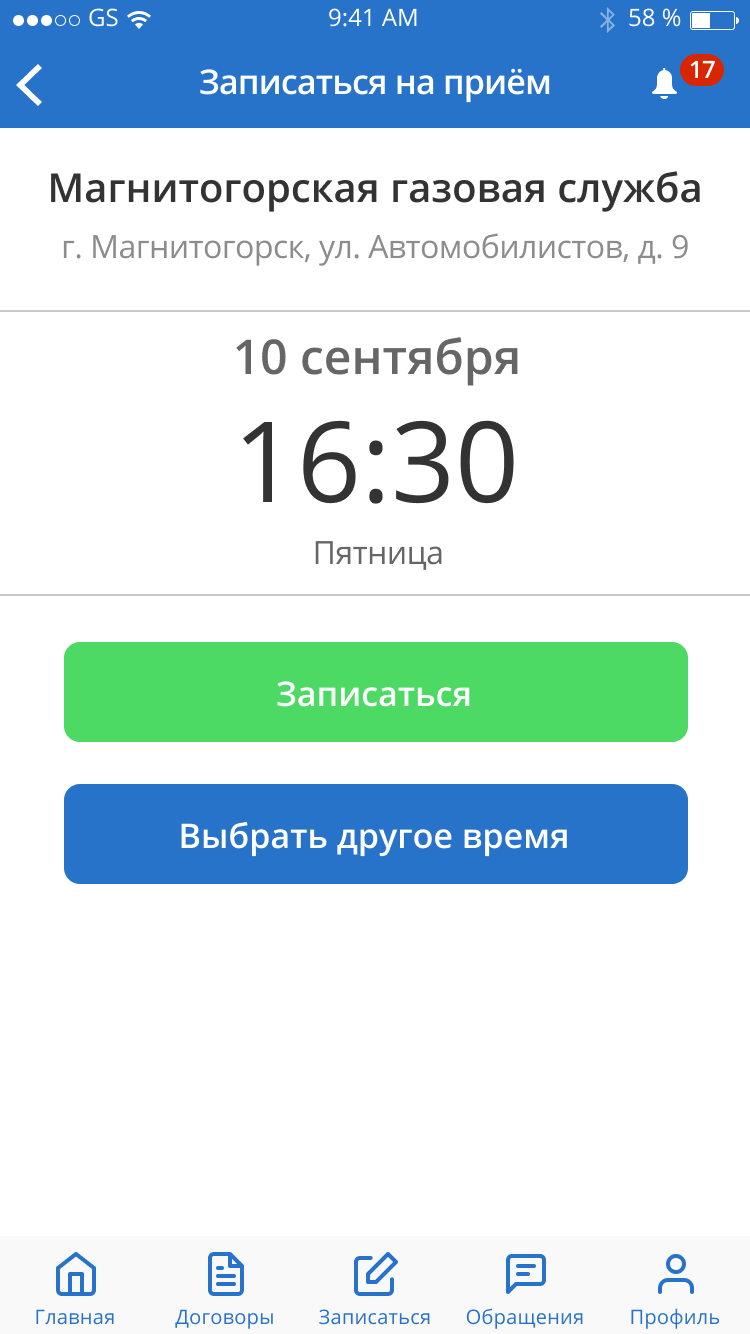 GS 9:41 AM 58 %
Записаться на приём 17
Магнитогорская газовая служба
г. Магнитогорск, ул. Автомобилистов, д. 9
10 сентября
16:30
Пятница
Записаться
Выбрать другое время
Главная Договоры Записаться Обращения Профиль